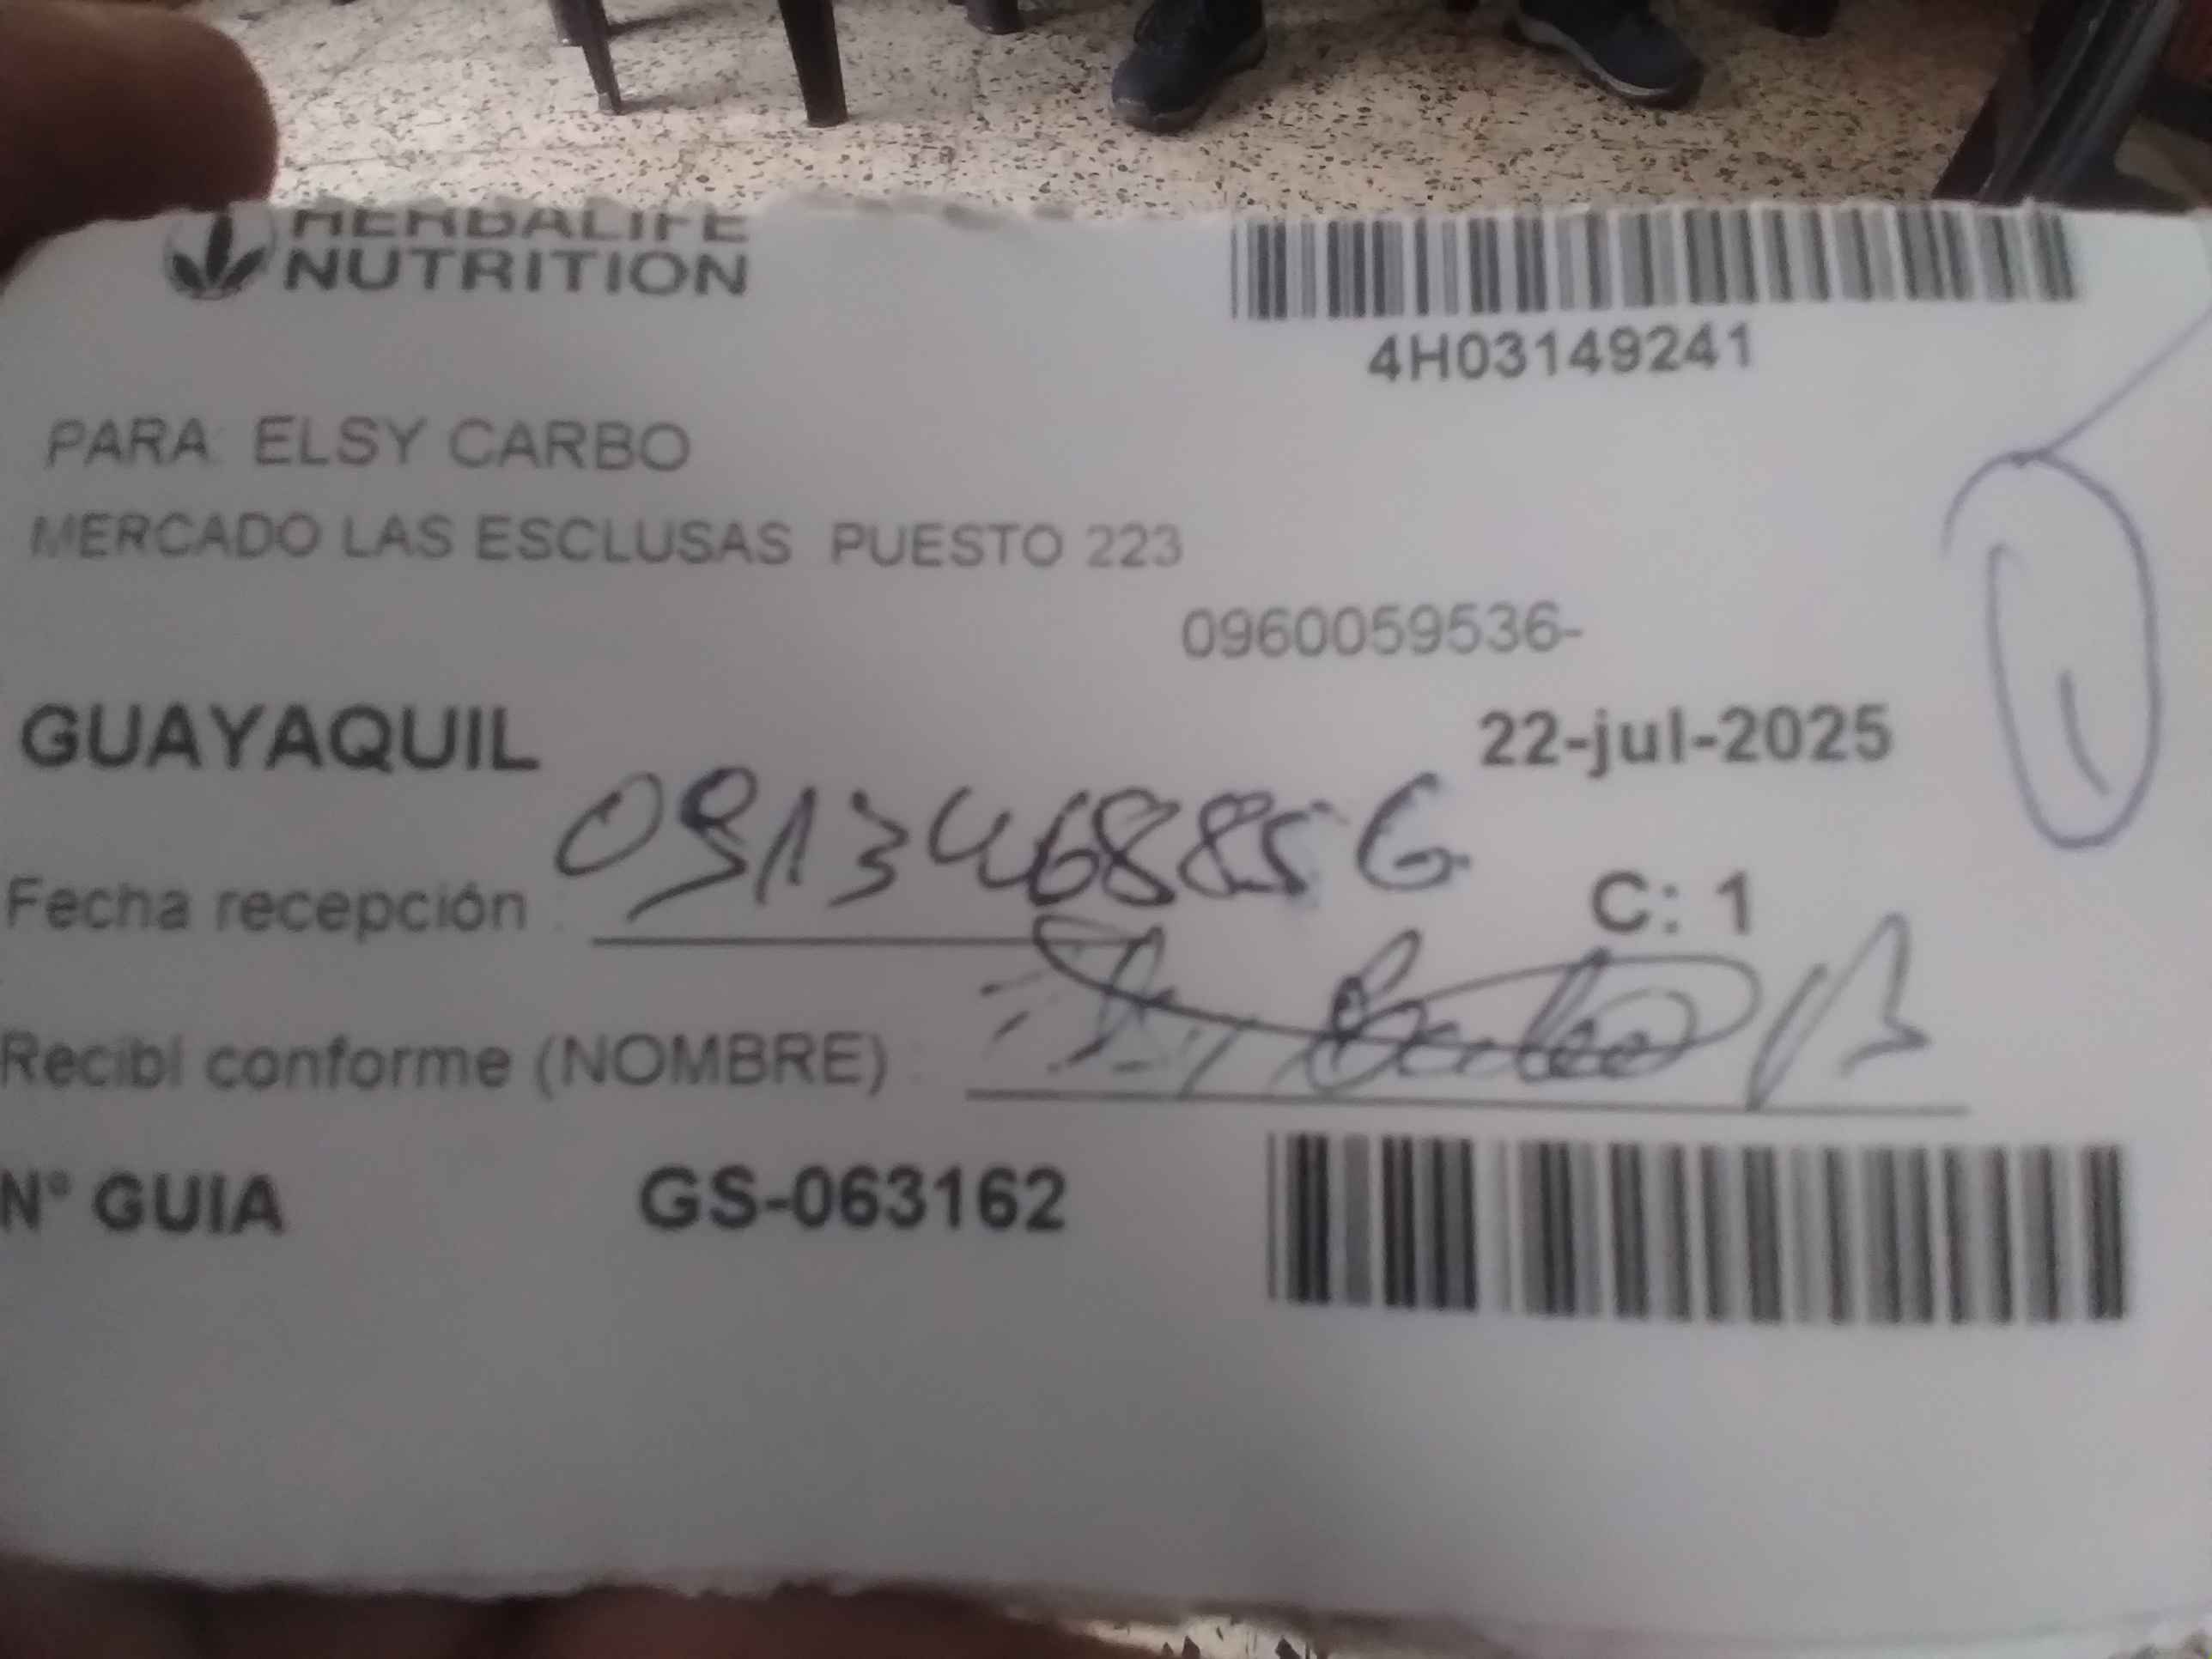 HERBALIFE
NUTRITION
4H03149241
PARA: ELSY CARBO
MERCADO LAS ESCLUSAS PUESTO 223
0960059536-
GUAYAQUIL
22-jul-2025
Fecha recepción : 0913468856
C: 1
Recibí conforme (NOMBRE) :
N° GUIA GS-063162